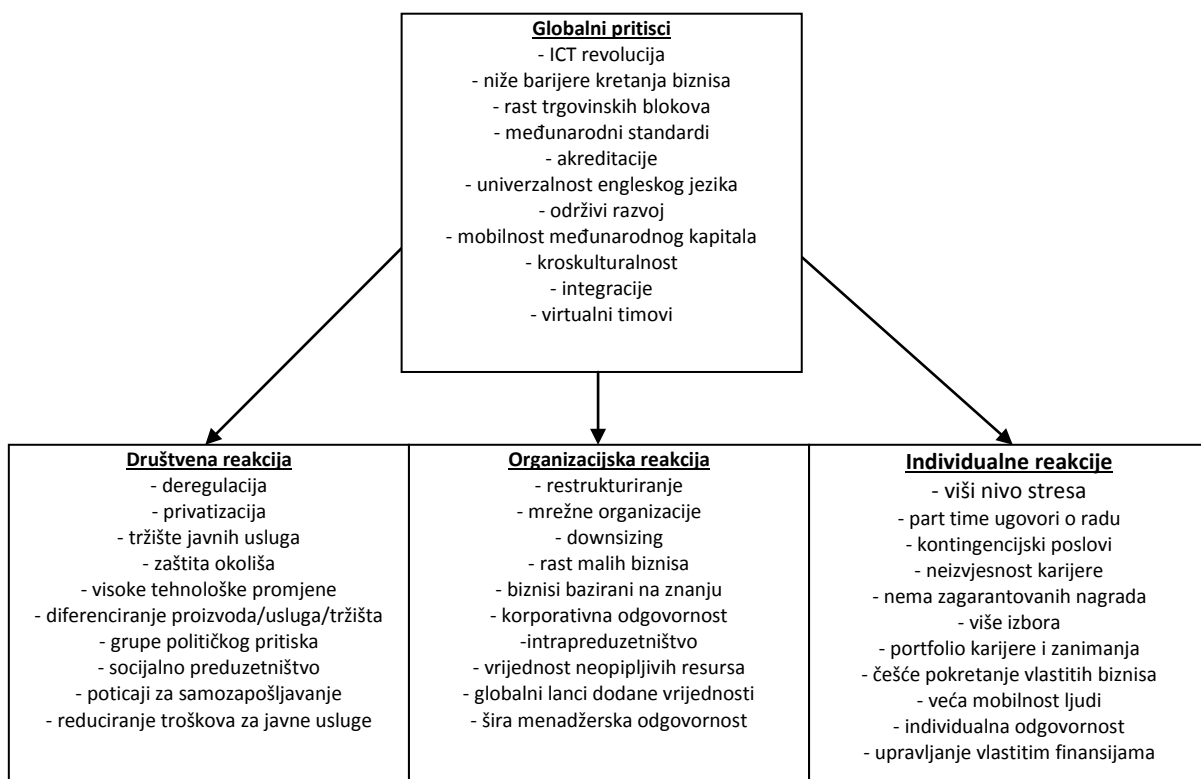 Globalni pritisci
- ICT revolucija
- niže barijere kretanja biznisa
- rast trgovinskih blokova
- međunarodni standardi
- akreditacije
- univerzalnost engleskog jezika
- održivi razvoj
- mobilnost međunarodnog kapitala
- kroskulturalnost
- integracije
- virtualni timovi
Društvena reakcija
- deregulacija
- privatizacija
- tržište javnih usluga
- zaštita okoliša
- visoke tehnološke promjene
- diferenciranje proizvoda/usluga/tržišta
- grupe političkog pritiska
- socijalno preduzetništvo
- poticaji za samozapošljavanje
- reduciranje troškova za javne usluge
Organizacijska reakcija
- restrukturiranje
- mrežne organizacije
- downsizing
- rast malih biznisa
- biznisi bazirani na znanju
- korporativna odgovornost
-intrapreduzetništvo
- vrijednost neopipljivih resursa
- globalni lanci dodane vrijednosti
- šira menadžerska odgovornost
Individualne reakcije
- viši nivo stresa
- part time ugovori o radu
- kontingencijski poslovi
- neizvjesnost karijere
- nema zagarantovanih nagrada
- više izbora
- portfolio karijere i zanimanja
- češće pokretanje vlastitih biznisa
- veća mobilnost ljudi
- individualna odgovornost
- upravljanje vlastitim finansijama